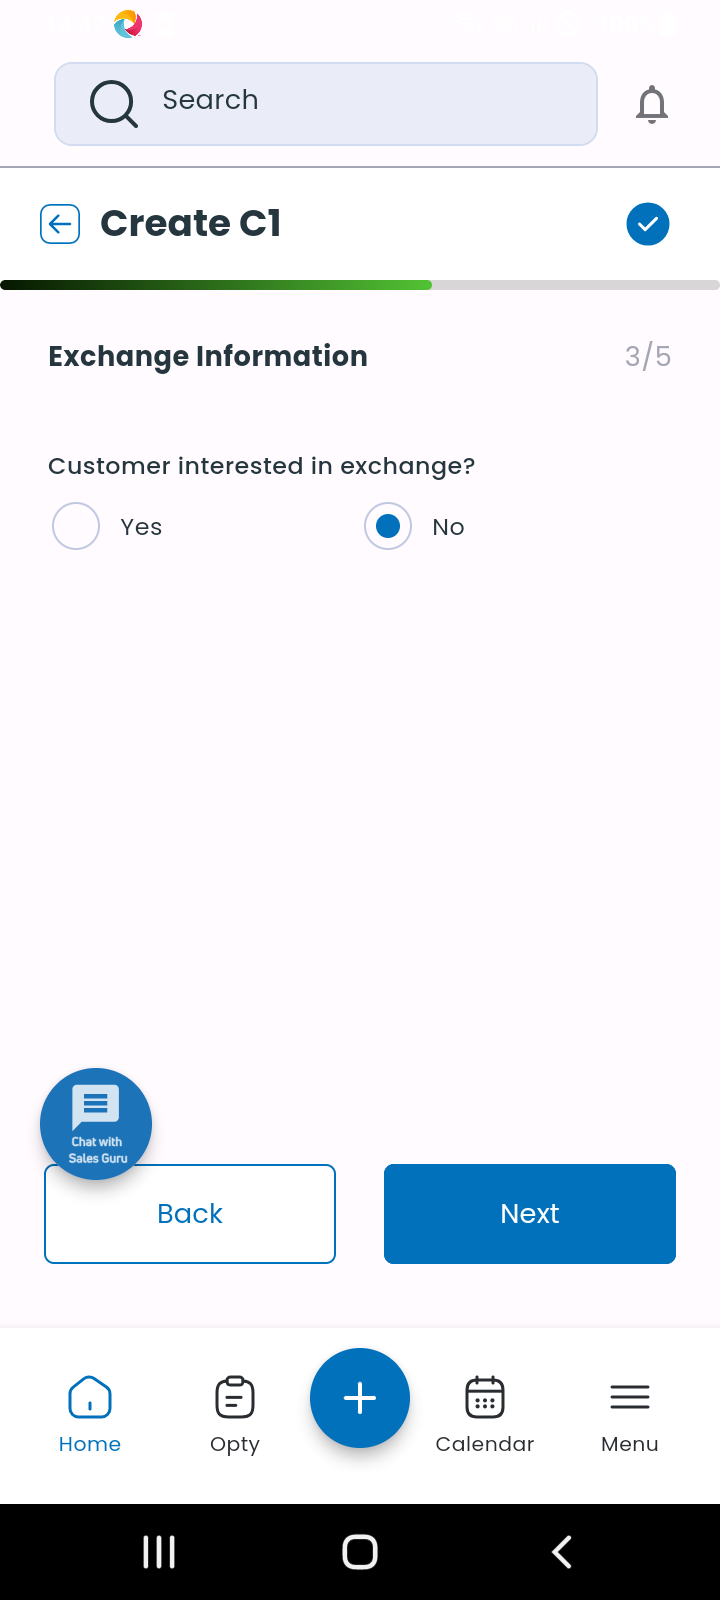 Search
Create C1
Exchange Information 3/5
Customer interested in exchange?
Yes No
Chat with
Sales Guru
Back Next
Home Opty Calendar Menu